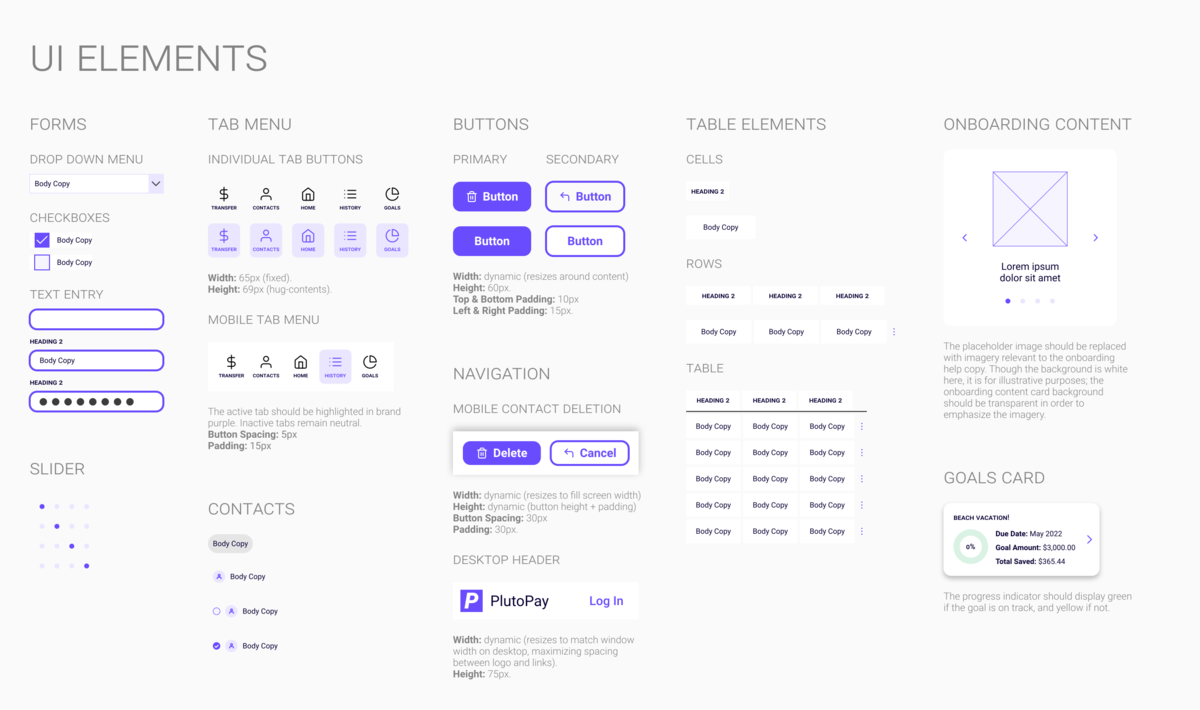 UI ELEMENTS
FORMS
DROP DOWN MENU
Body Copy
CHECKBOXES
Body Copy
Body Copy
TEXT ENTRY
HEADING 2
Body Copy
HEADING 2
SLIDER
TAB MENU
INDIVIDUAL TAB BUTTONS
TRANSFER CONTACTS HOME HISTORY GOALS
TRANSFER CONTACTS HOME HISTORY GOALS
Width: 65px (fixed).
Height: 69px (hug-contents).
MOBILE TAB MENU
TRANSFER CONTACTS HOME HISTORY GOALS
The active tab should be highlighted in brand
purple. Inactive tabs remain neutral.
Button Spacing: 5px
Padding: 15px
CONTACTS
Body Copy
Body Copy
Body Copy
Body Copy
BUTTONS
PRIMARY SECONDARY
Button Button
Button Button
Width: dynamic (resizes around content)
Height: 60px.
Top & Bottom Padding: 10px
Left & Right Padding: 15px.
NAVIGATION
MOBILE CONTACT DELETION
Delete Cancel
Width: dynamic (resizes to fill screen width)
Height: dynamic (button height + padding)
Button Spacing: 30px
Padding: 30px.
DESKTOP HEADER
P PlutoPay Log In
Width: dynamic (resizes to match window
width on desktop, maximizing spacing
between logo and links).
Height: 75px.
TABLE ELEMENTS
CELLS
HEADING 2
Body Copy
ROWS
HEADING 2 HEADING 2 HEADING 2
Body Copy Body Copy Body Copy
TABLE
HEADING 2 HEADING 2 HEADING 2
Body Copy Body Copy Body Copy
Body Copy Body Copy Body Copy
Body Copy Body Copy Body Copy
Body Copy Body Copy Body Copy
Body Copy Body Copy Body Copy
ONBOARDING CONTENT
Lorem ipsum
dolor sit amet
The placeholder image should be replaced
with imagery relevant to the onboarding
help copy. Though the background is white
here, it is for illustrative purposes; the
onboarding content card background
should be transparent in order to
emphasize the imagery.
GOALS CARD
BEACH VACATION!
0%
Due Date: May 2022
Goal Amount: $3,000.00
Total Saved: $365.44
The progress indicator should display green
if the goal is on track, and yellow if not.